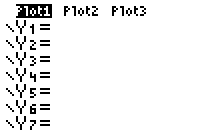 Plot1 Plot2 Plot3
\Y1=
\Y2=
\Y3=
\Y4=
\Y5=
\Y6=
\Y7=